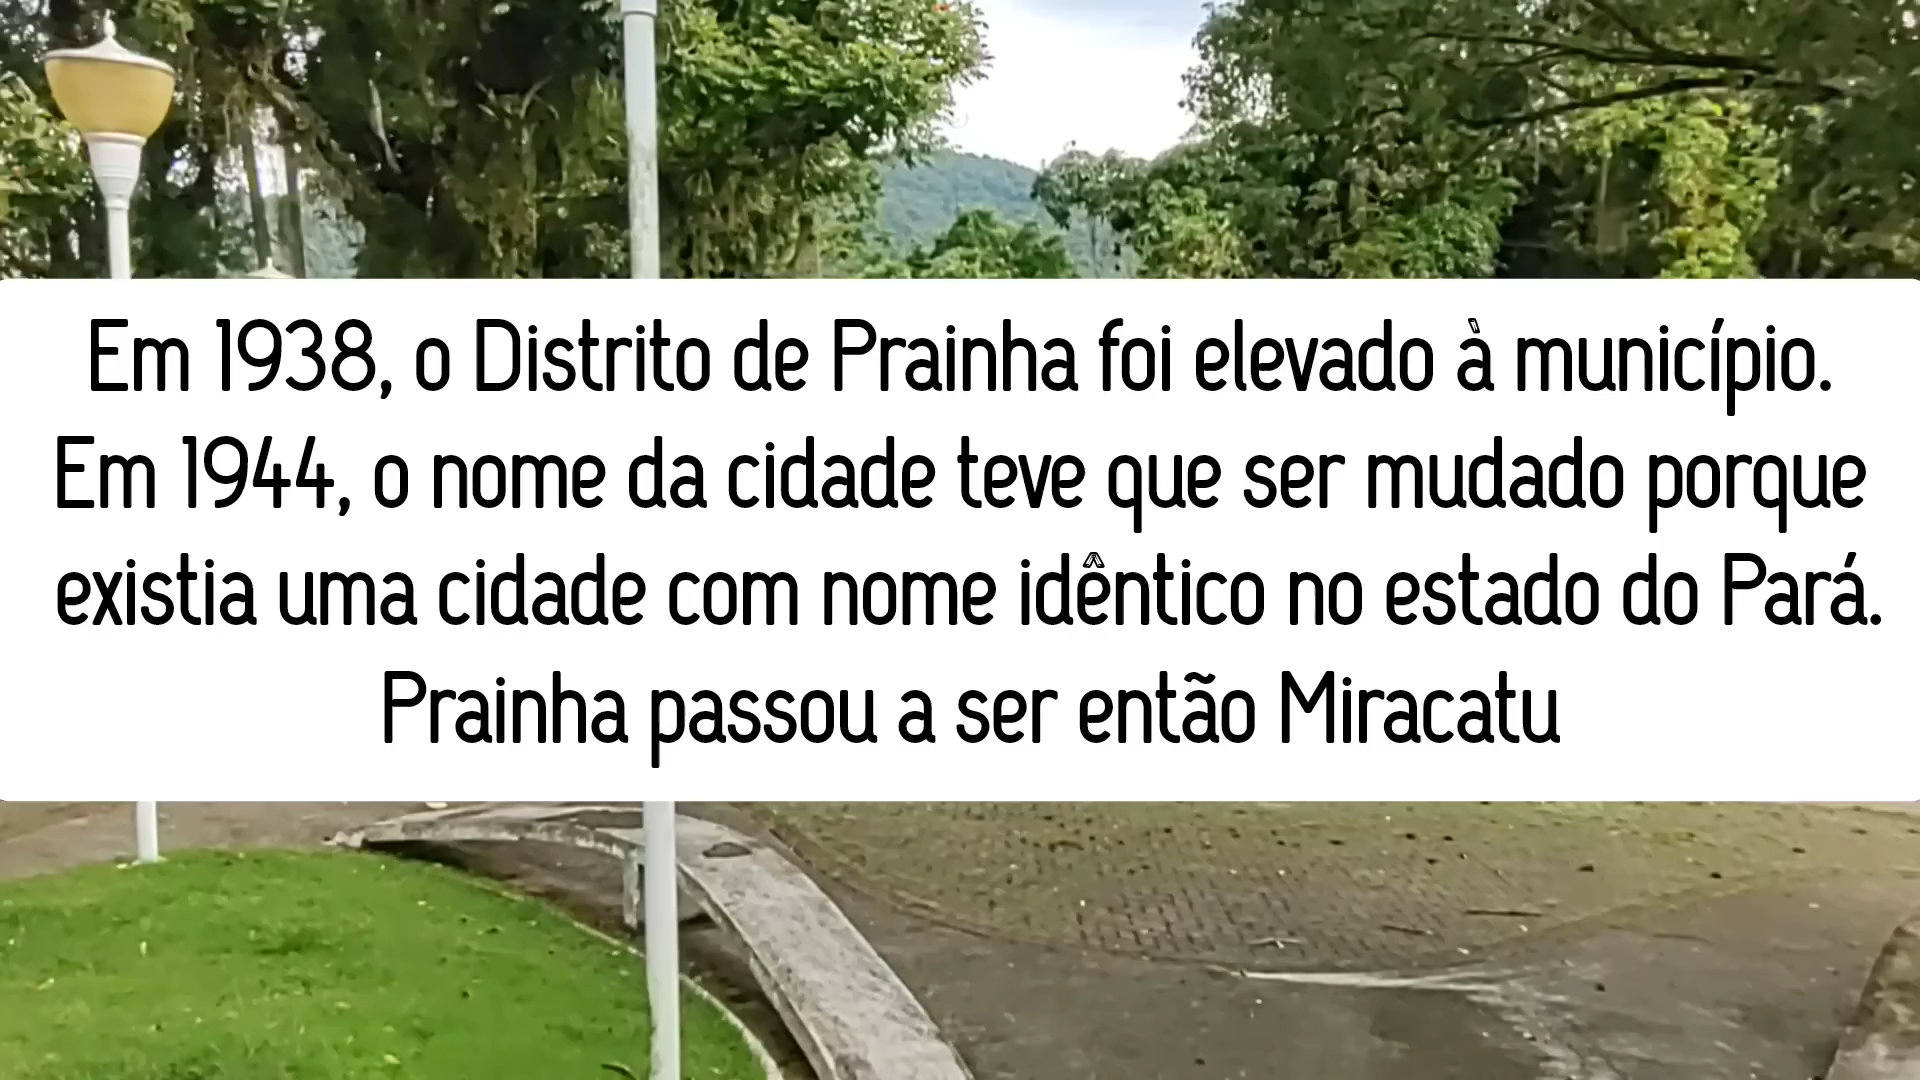 Em 1938, o Distrito de Prainha foi elevado à município.
Em 1944, o nome da cidade teve que ser mudado porque
existia uma cidade com nome idêntico no estado do Pará.
Prainha passou a ser então Miracatu